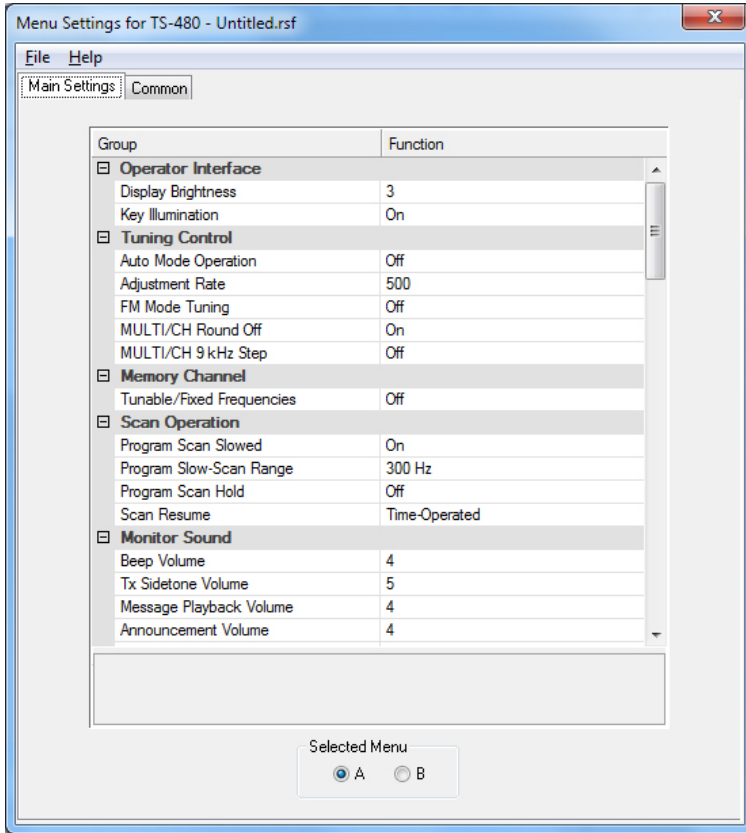 Menu Settings for TS-480 - Untitled.rsf
File Help
Main Settings Common
Group Function
Operator Interface
Display Brightness 3
Key Illumination On
Tuning Control
Auto Mode Operation Off
Adjustment Rate 500
FM Mode Tuning Off
MULTI/CH Round Off On
MULTI/CH 9 kHz Step Off
Memory Channel
Tunable/Fixed Frequencies Off
Scan Operation
Program Scan Slowed On
Program Slow-Scan Range 300 Hz
Program Scan Hold Off
Scan Resume Time-Operated
Monitor Sound
Beep Volume 4
Tx Sidetone Volume 5
Message Playback Volume 4
Announcement Volume 4
Selected Menu
A B